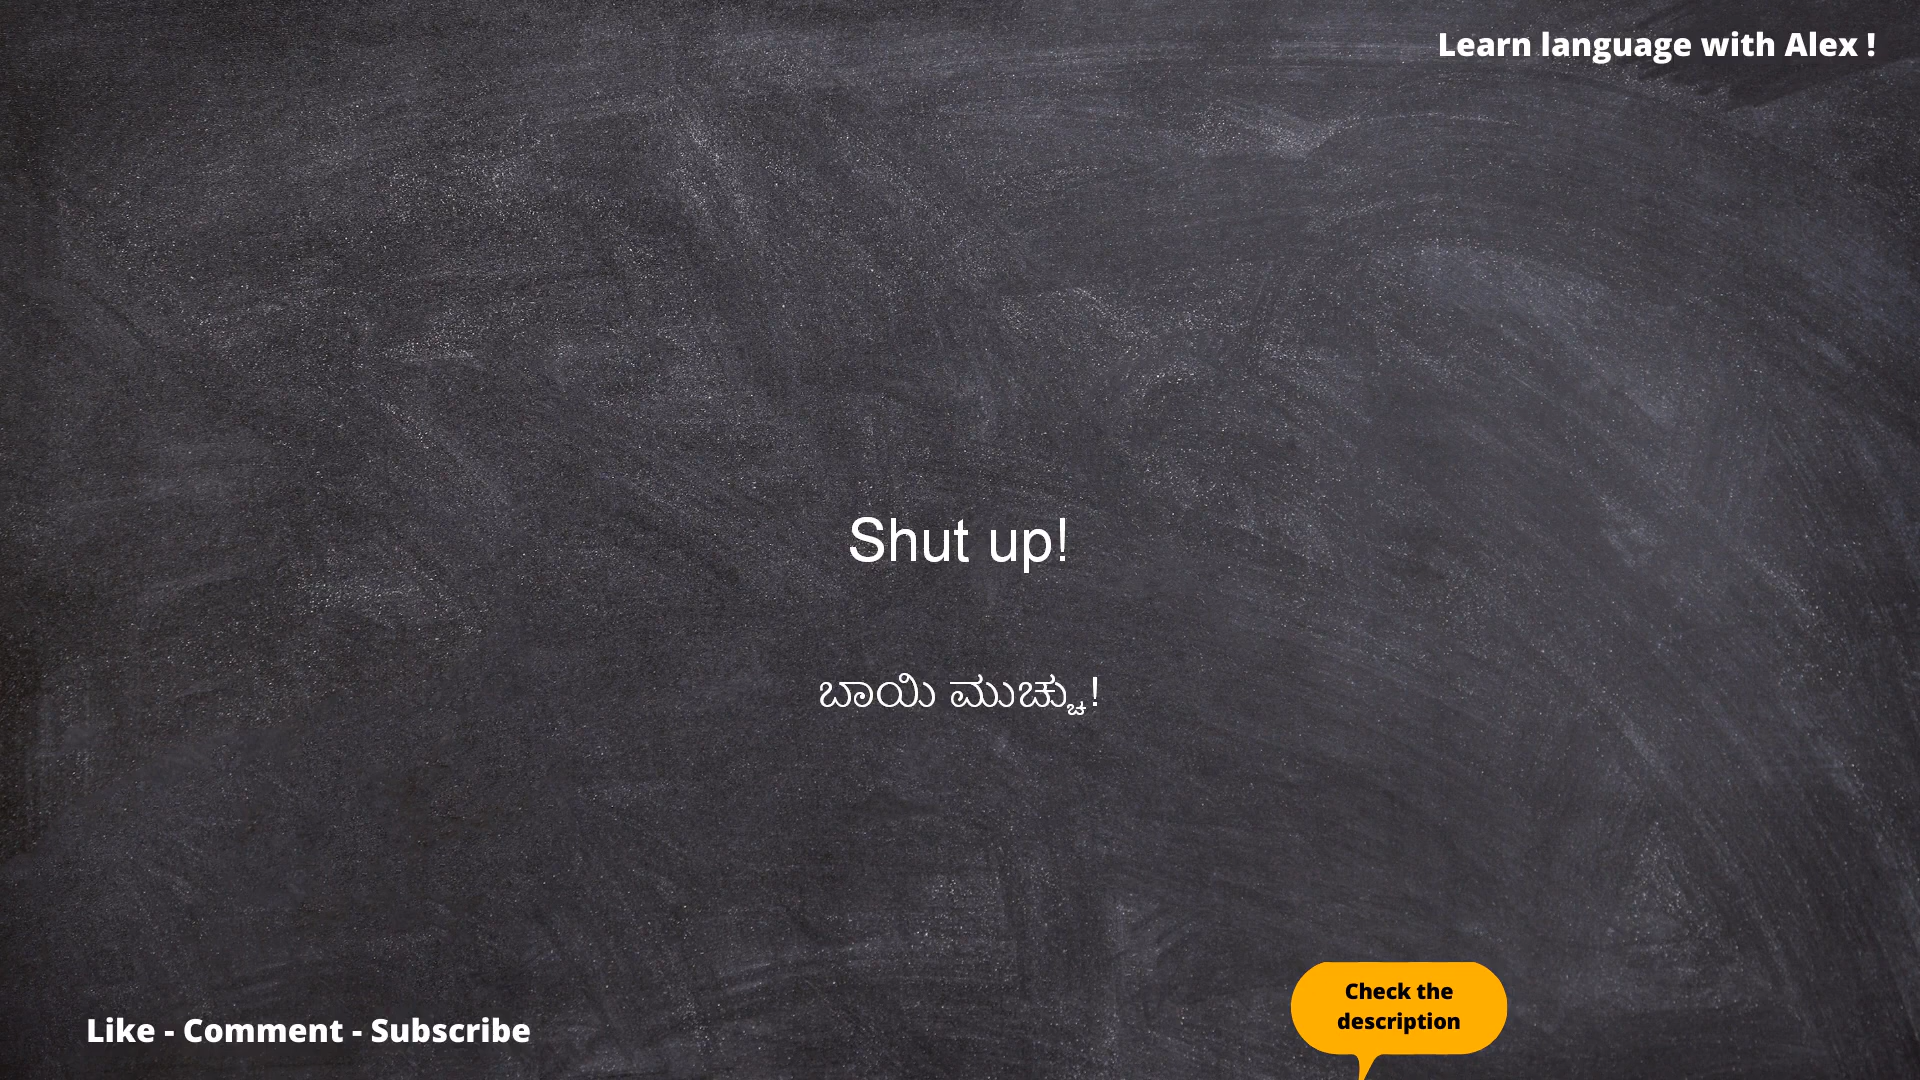 Learn language with Alex !
Shut up!
ಬಾಯಿ ಮುಚ್ಚು!
Check the
description
Like - Comment - Subscribe